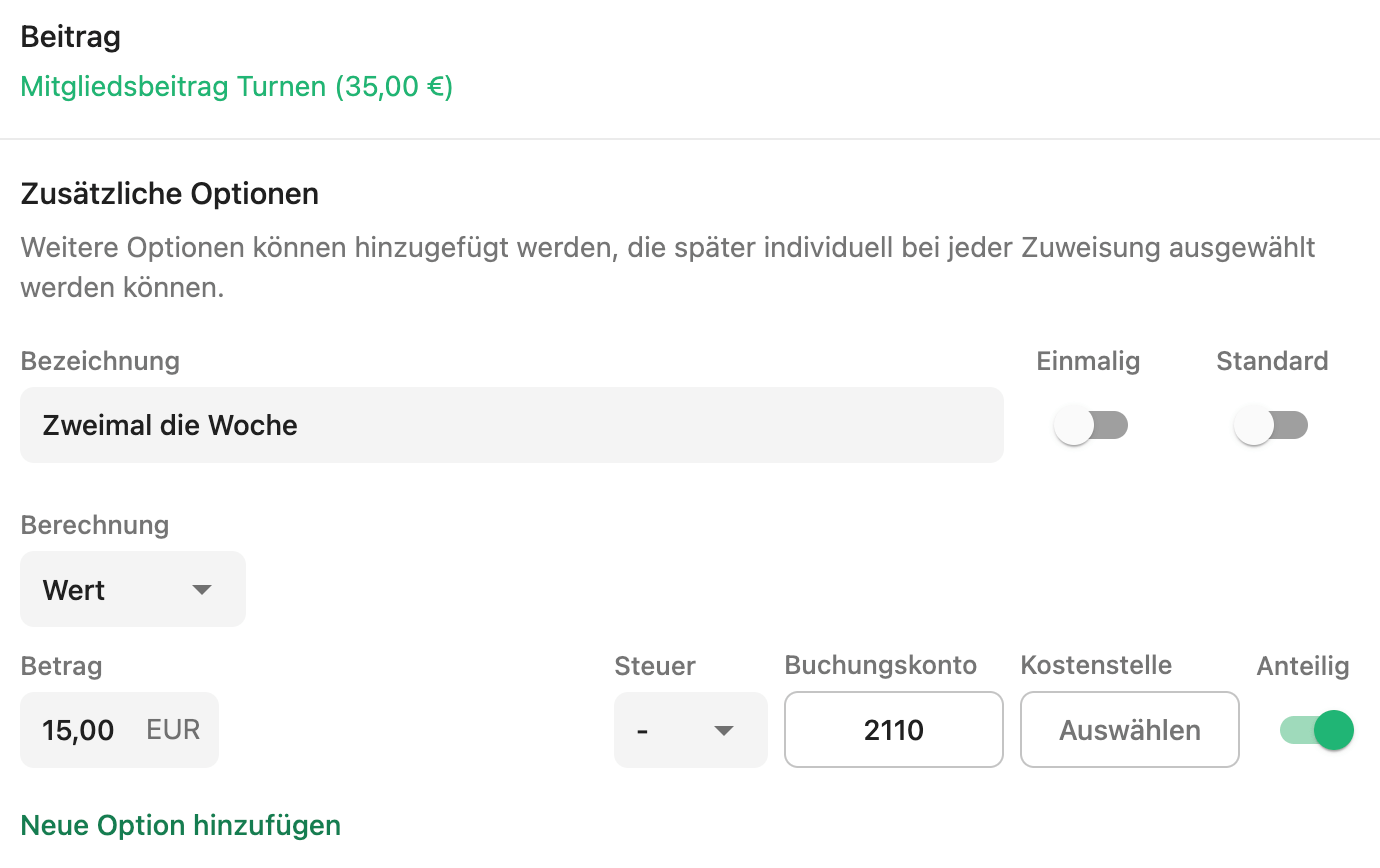 Beitrag
Mitgliedsbeitrag Turnen (35,00 €)
Zusätzliche Optionen
Weitere Optionen können hinzugefügt werden, die später individuell bei jeder Zuweisung ausgewählt
werden können.
Bezeichnung
Einmalig
Standard
Zweimal die Woche
Berechnung
Wert
Betrag
Steuer
Buchungskonto
Kostenstelle
Anteilig
15,00 EUR
-
2110
Auswählen
Neue Option hinzufügen